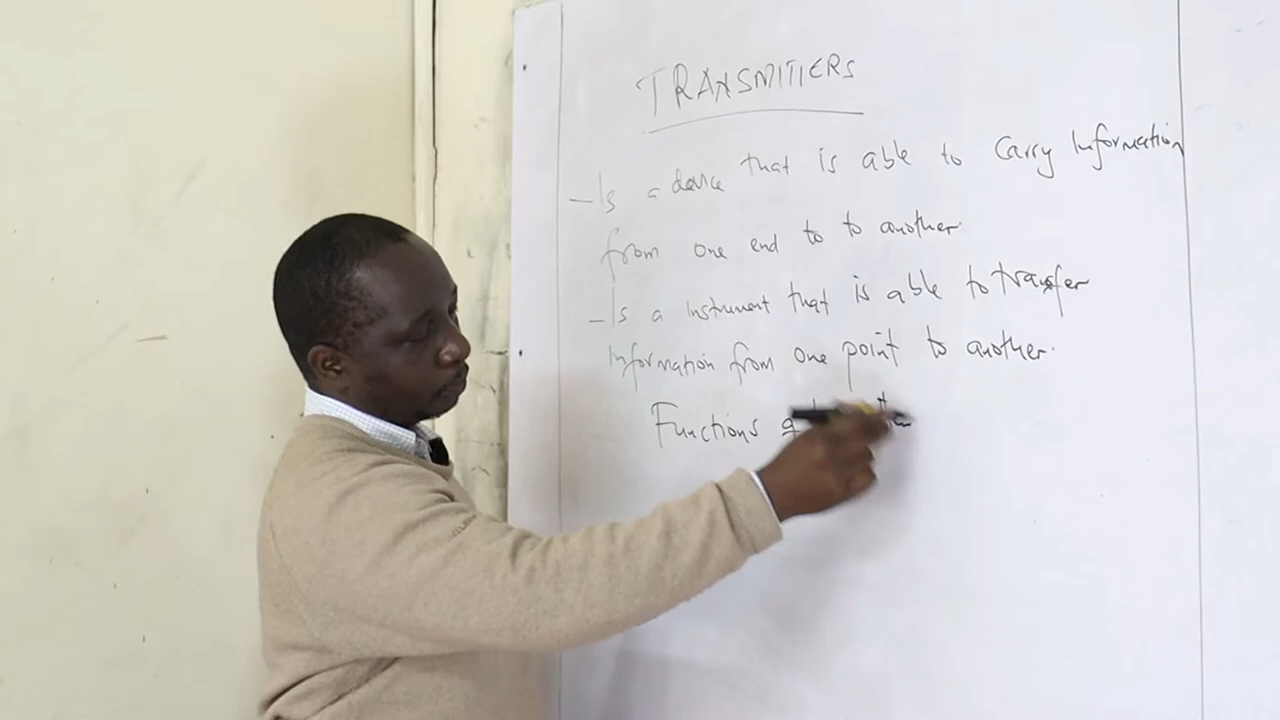 TRANSMITTERS
- Is a device that is able to carry Information
from one end to to another.
- Is a instrument that is able to transfer
Information from one point to another.
Functions